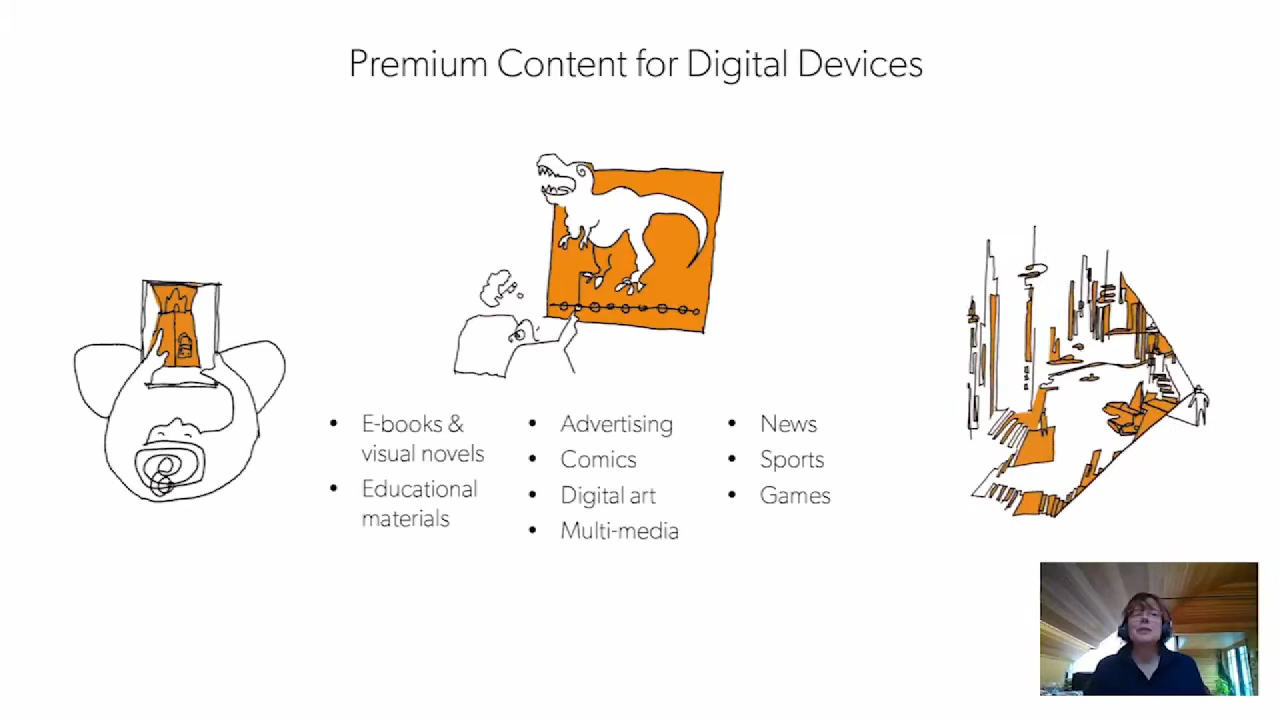 Premium Content for Digital Devices
• E-books &
visual novels
• Educational
materials
• Advertising
• Comics
• Digital art
• Multi-media
• News
• Sports
• Games